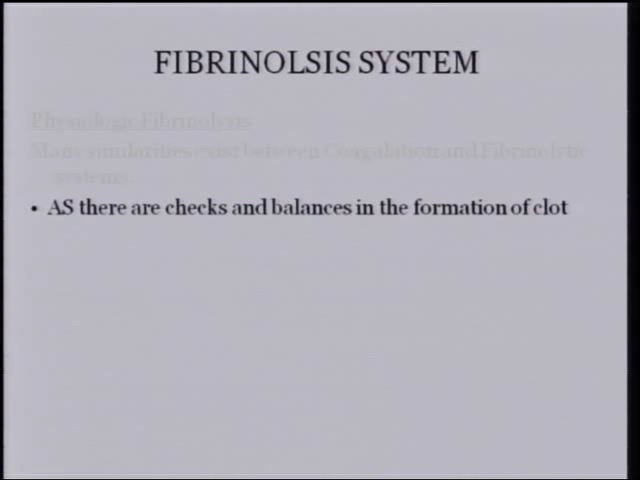 FIBRINOLSIS SYSTEM
Physiologic Fibrinolysis
Many similarities exist between Coagulation and Fibrinolytic
systems.
• AS there are checks and balances in the formation of clot